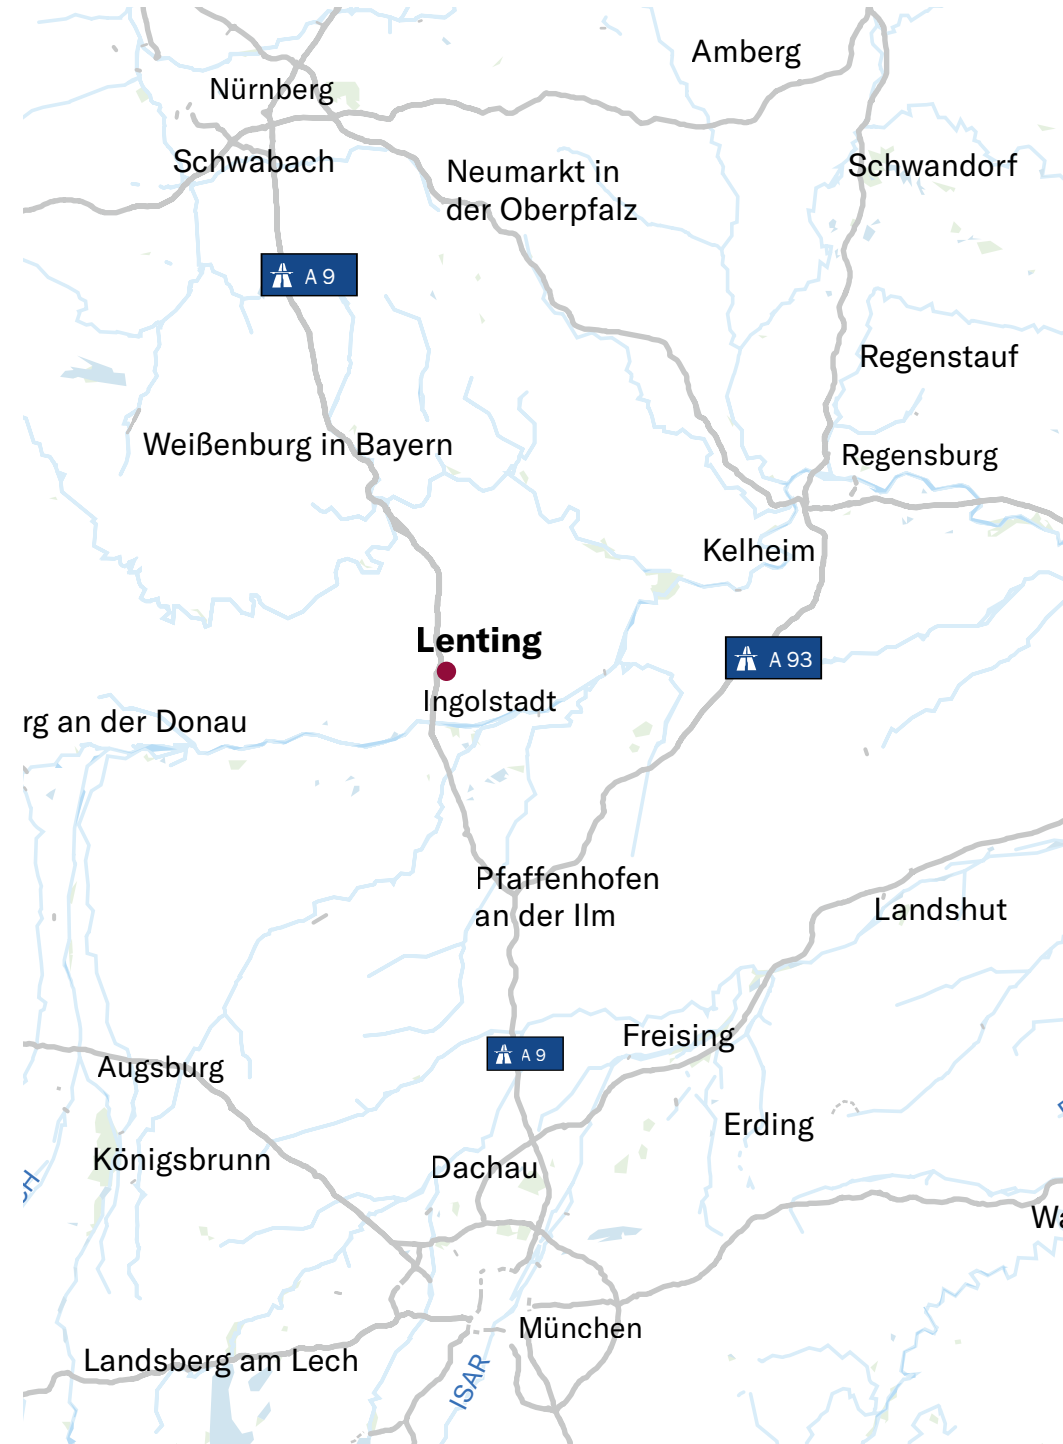 Amberg
Nürnberg
Schwabach
Neumarkt in
der Oberpfalz
Schwandorf
A 9
Regenstauf
Weißenburg in Bayern
Regensburg
Kelheim
Lenting
A 93
Ingolstadt
rg an der Donau
Pfaffenhofen
an der Ilm
Landshut
Freising
A 9
Augsburg
Erding
Königsbrunn
Dachau
Wa
München
Landsberg am Lech
ISAR